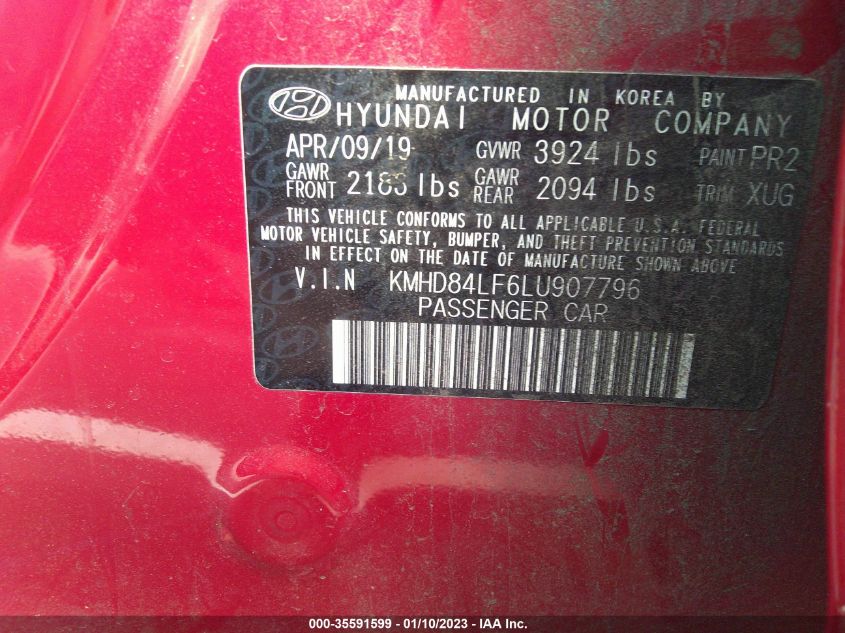 MANUFACTURED IN KOREA BY
HYUNDAI MOTOR COMPANY
APR/09/19 GVWR 3924 lbs PAINT PR2
GAWR FRONT 2183 lbs GAWR REAR 2094 lbs TRIM XUG
THIS VEHICLE CONFORMS TO ALL APPLICABLE U.S.A. FEDERAL
MOTOR VEHICLE SAFETY, BUMPER, AND THEFT PREVENTION STANDARDS
IN EFFECT ON THE DATE OF MANUFACTURE SHOWN ABOVE
V.I.N KMHD84LF6LU907796
PASSENGER CAR
000-35591599 - 01/10/2023 - IAA Inc.